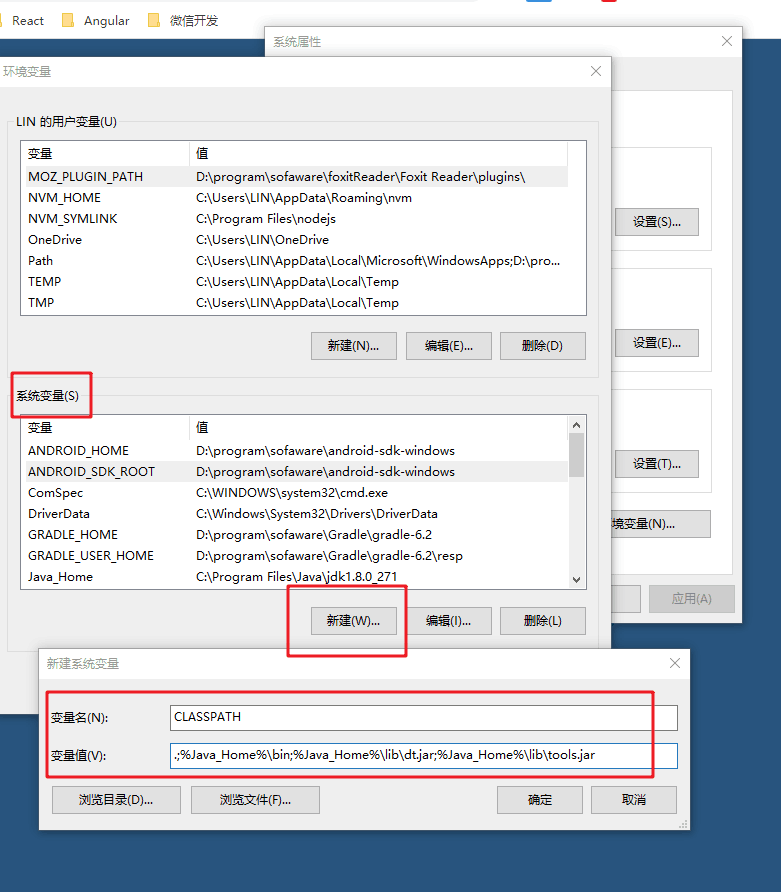 React Angular 微信开发
系统属性
环境变量
LIN 的用户变量(U)
变量 值
MOZ_PLUGIN_PATH D:\program\sofaware\foxitReader\Foxit Reader\plugins\
NVM_HOME C:\Users\LIN\AppData\Roaming\nvm
NVM_SYMLINK C:\Program Files\nodejs
OneDrive C:\Users\LIN\OneDrive
Path C:\Users\LIN\AppData\Local\Microsoft\WindowsApps;D:\pro...
TEMP C:\Users\LIN\AppData\Local\Temp
TMP C:\Users\LIN\AppData\Local\Temp
设置(S)...
新建(N)... 编辑(E)... 删除(D)
设置(E)...
系统变量(S)
变量 值
ANDROID_HOME D:\program\sofaware\android-sdk-windows
ANDROID_SDK_ROOT D:\program\sofaware\android-sdk-windows
ComSpec C:\WINDOWS\system32\cmd.exe
DriverData C:\Windows\System32\Drivers\DriverData
GRADLE_HOME D:\program\sofaware\Gradle\gradle-6.2
GRADLE_USER_HOME D:\program\sofaware\Gradle\gradle-6.2\resp
Java_Home C:\Program Files\Java\jdk1.8.0_271
设置(T)...
境变量(N)...
新建(W)... 编辑(I)... 删除(L)
应用(A)
新建系统变量
变量名(N): CLASSPATH
变量值(V): .;%Java_Home%\bin;%Java_Home%\lib\dt.jar;%Java_Home%\lib\tools.jar
浏览目录(D)... 浏览文件(F)... 确定 取消